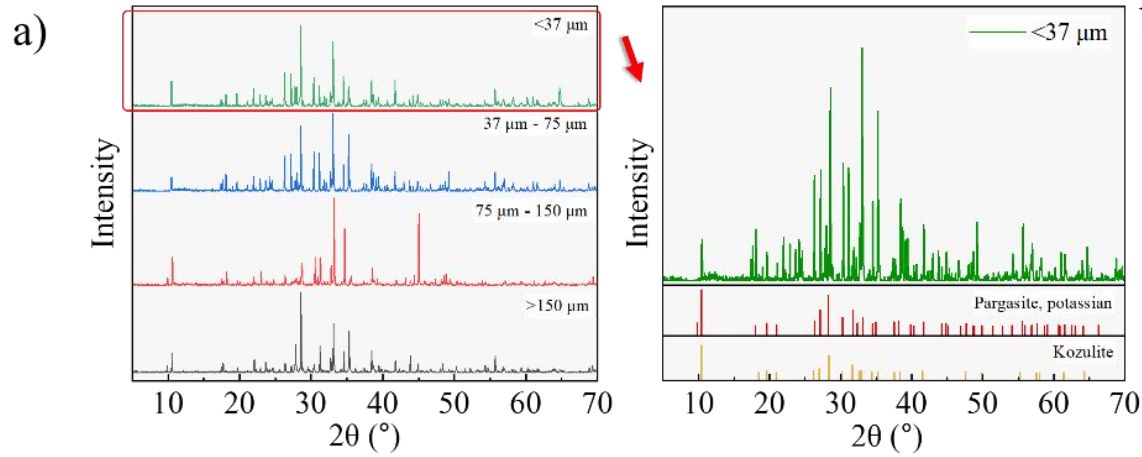 a)
<37 μm
37 μm - 75 μm
75 μm - 150 μm
>150 μm
Intensity
10 20 30 40 50 60 70
2θ (°)
<37 μm
Pargasite, potassian
Kozulite
Intensity
10 20 30 40 50 60 70
2θ (°)